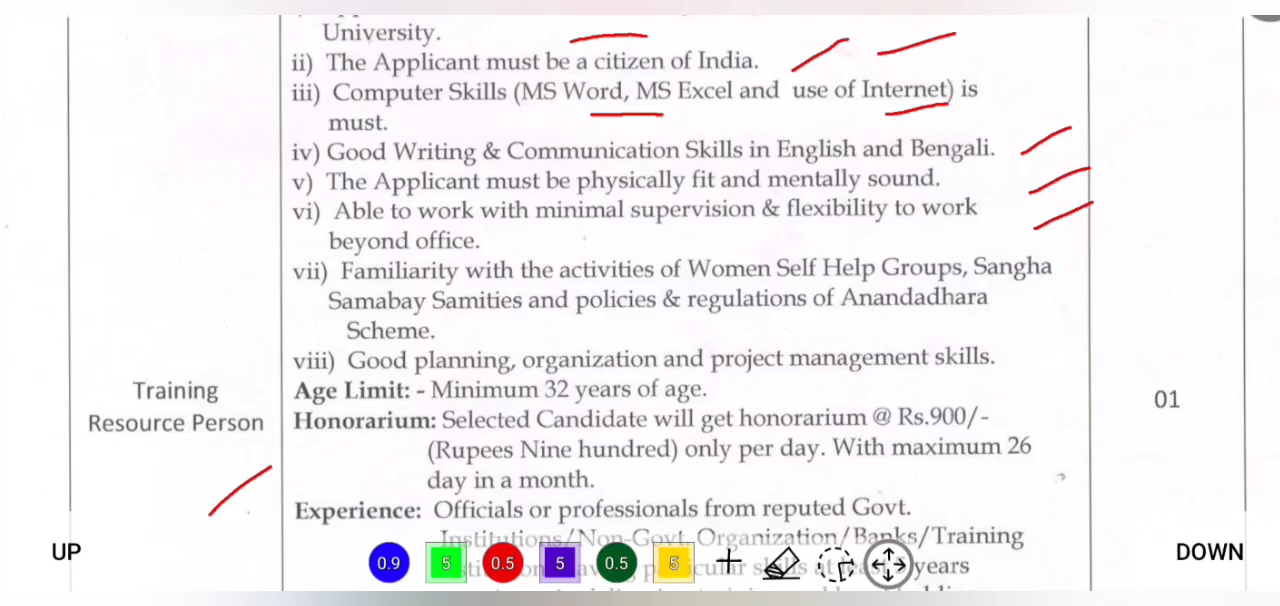 University.
ii) The Applicant must be a citizen of India.
iii) Computer Skills (MS Word, MS Excel and use of Internet) is
must.
iv) Good Writing & Communication Skills in English and Bengali.
v) The Applicant must be physically fit and mentally sound.
vi) Able to work with minimal supervision & flexibility to work
beyond office.
vii) Familiarity with the activities of Women Self Help Groups, Sangha
Samabay Samities and policies & regulations of Anandadhara
Scheme.
viii) Good planning, organization and project management skills.
Training
Resource Person
Age Limit: - Minimum 32 years of age.
Honorarium: Selected Candidate will get honorarium @ Rs.900/-
(Rupees Nine hundred) only per day. With maximum 26
day in a month.
01
Experience: Officials or professionals from reputed Govt.
Institutions/Non-Govt. Organization/Banks/Training
skills at least years
UP
DOWN
0.9
5
0.5
5
0.5
5